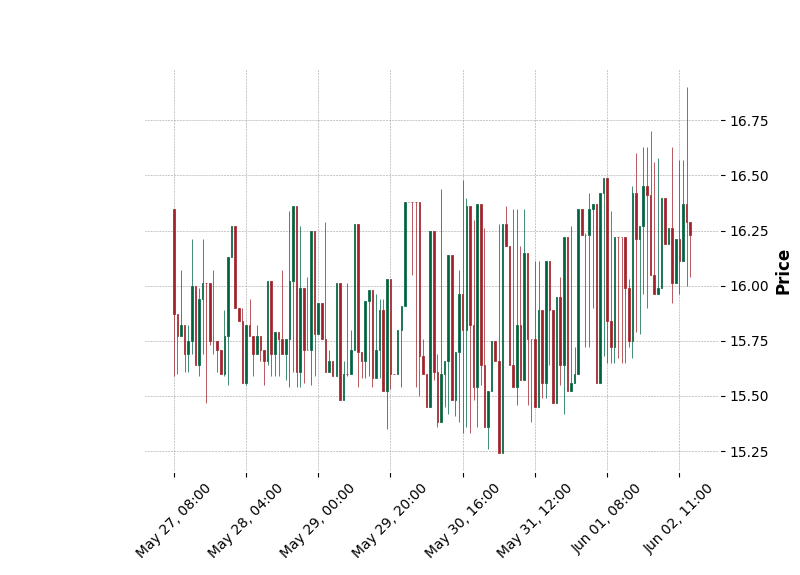 16.75
16.50
16.25
16.00
15.75
15.50
15.25
Price
May 27, 08:00
May 28, 04:00
May 29, 00:00
May 29, 20:00
May 30, 16:00
May 31, 12:00
Jun 01, 08:00
Jun 02, 11:00